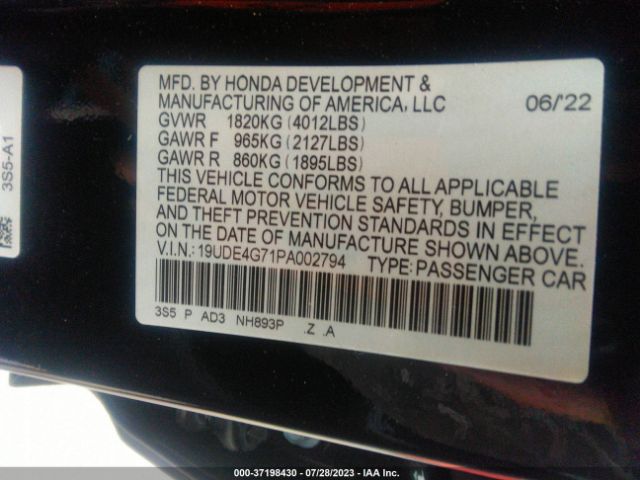 MFD. BY HONDA DEVELOPMENT &
MANUFACTURING OF AMERICA, LLC 06/'22
GVWR 1820KG (4012LBS)
GAWR F 965KG (2127LBS)
GAWR R 860KG (1895LBS)
THIS VEHICLE CONFORMS TO ALL APPLICABLE
FEDERAL MOTOR VEHICLE SAFETY, BUMPER,
AND THEFT PREVENTION STANDARDS IN EFFECT
ON THE DATE OF MANUFACTURE SHOWN ABOVE.
V.I.N.: 19UDE4G71PA002794 TYPE: PASSENGER CAR
3S5 P AD3 NH893P .Z .A
3S5-A1
000-37198430 - 07/28/2023 - IAA Inc.